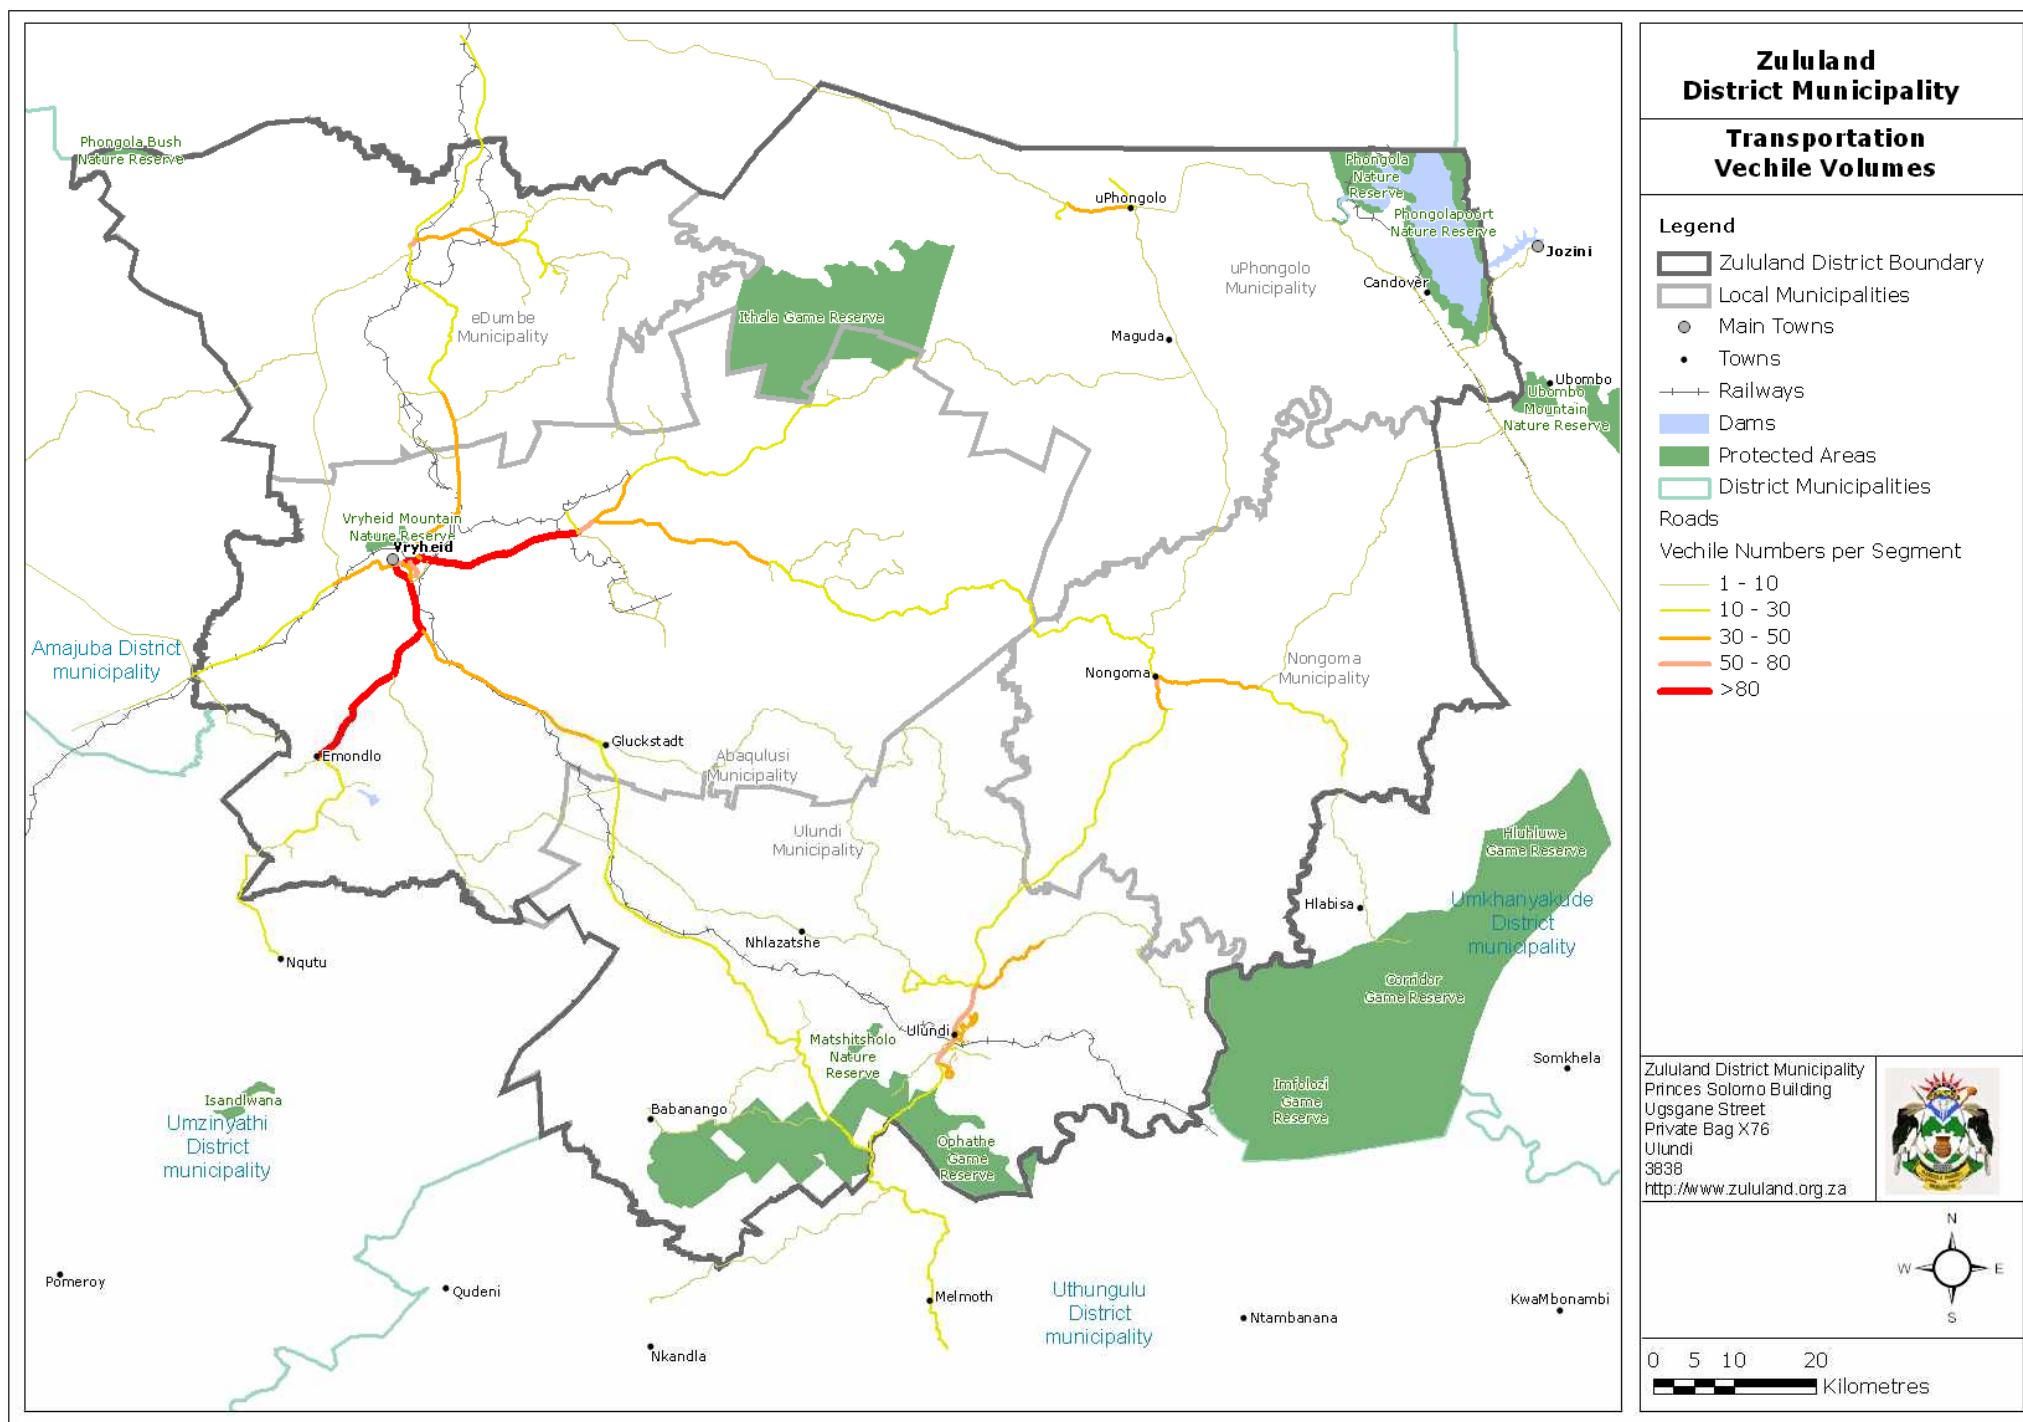 Zululand
District Municipality
Transportation
Vechile Volumes
Legend
Zululand District Boundary
Local Municipalities
Main Towns
Towns
Railways
Dams
Protected Areas
District Municipalities
Roads
Vechile Numbers per Segment
1 - 10
10 - 30
30 - 50
50 - 80
>80
Zululand District Municipality
Princes Solomo Building
Ugsgane Street
Private Bag X76
Ulundi
3838
http://www.zululand.org.za
N
W
E
S
0 5 10 20
Kilometres
Phongola Bush
Nature Reserve
uPhongolo
Phongola
Nature
Reserve
Phongolapoort
Nature Reserve
Jozini
uPhongolo
Municipality
Candover
eDumbe
Municipality
Ithala Game Reserve
Maguda
Ubombo
Ubombo
Mountain
Nature Reserve
Vryheid Mountain
Nature Reserve
Vryheid
Amajuba District
municipality
Nongoma
Nongoma
Municipality
Emondlo
Gluckstadt
Abaqulusi
Municipality
Ulundi
Municipality
Hluhluwe
Game Reserve
Hlabisa
Umkhanyakude
District
municipality
Nhlazatshe
Nqutu
Corridor
Game Reserve
Ulundi
Matshitsholo
Nature
Reserve
Somkhela
Isandlwana
Umzinyathi
District
municipality
Babanango
Imfolozi
Game
Reserve
Ophathe
Game
Reserve
Pomeroy
Qudeni
Melmoth
Uthungulu
District
municipality
Ntambanana
KwaMbonambi
Nkandla